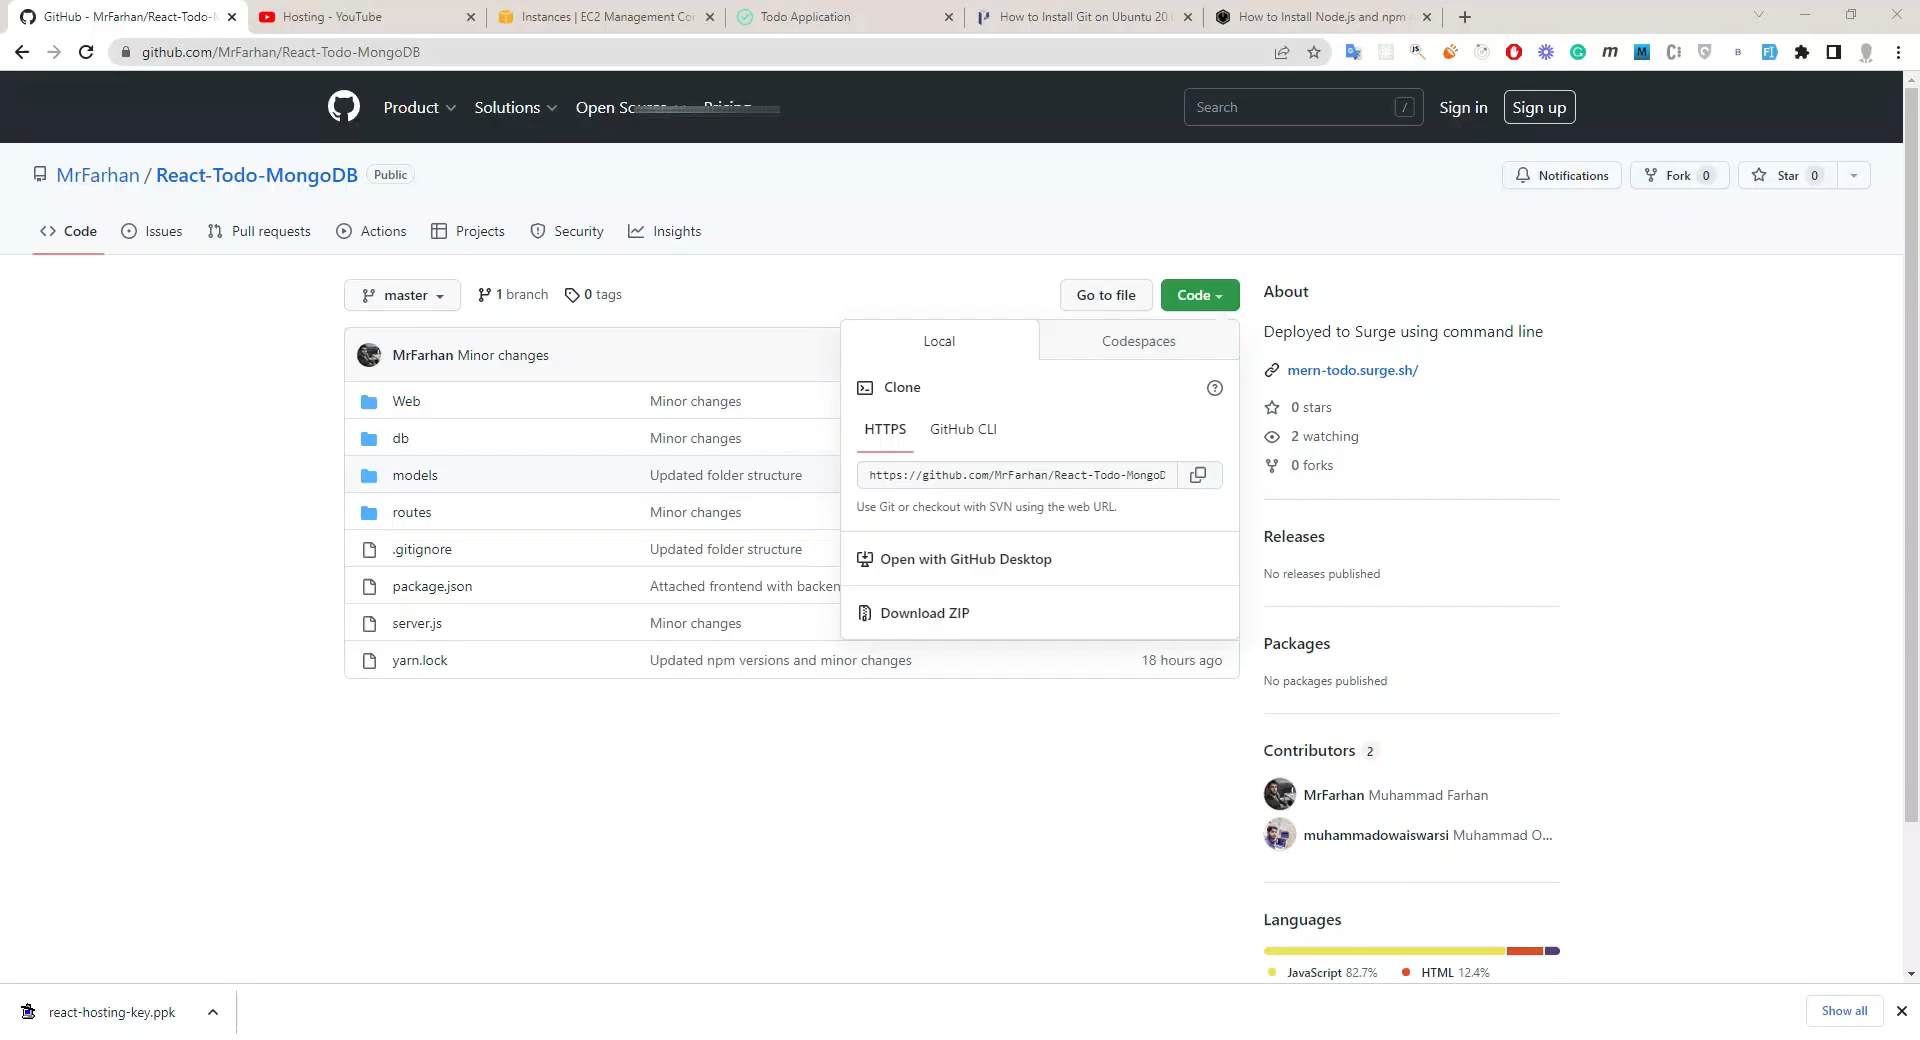 GitHub - MrFarhan/React-Todo-
Hosting - YouTube
Instances | EC2 Management Co
Todo Application
How to Install Git on Ubuntu 20
How to Install Node.js and npm
github.com/MrFarhan/React-Todo-MongoDB
Product
Solutions
Open Source
Pricing
Search
/
Sign in
Sign up
MrFarhan / React-Todo-MongoDB
Public
Notifications
Fork 0
Star 0
Code
Issues
Pull requests
Actions
Projects
Security
Insights
master
1 branch
0 tags
Go to file
Code
MrFarhan Minor changes
Web Minor changes
db Minor changes
models Updated folder structure
routes Minor changes
.gitignore Updated folder structure
package.json Attached frontend with backen
server.js Minor changes
yarn.lock Updated npm versions and minor changes 18 hours ago
Local
Codespaces
Clone
HTTPS
GitHub CLI
https://github.com/MrFarhan/React-Todo-MongoD
Use Git or checkout with SVN using the web URL.
Open with GitHub Desktop
Download ZIP
About
Deployed to Surge using command line
mern-todo.surge.sh/
0 stars
2 watching
0 forks
Releases
No releases published
Packages
No packages published
Contributors 2
MrFarhan Muhammad Farhan
muhammadowaiswarsi Muhammad O...
Languages
JavaScript 82.7%
HTML 12.4%
react-hosting-key.ppk
Show all